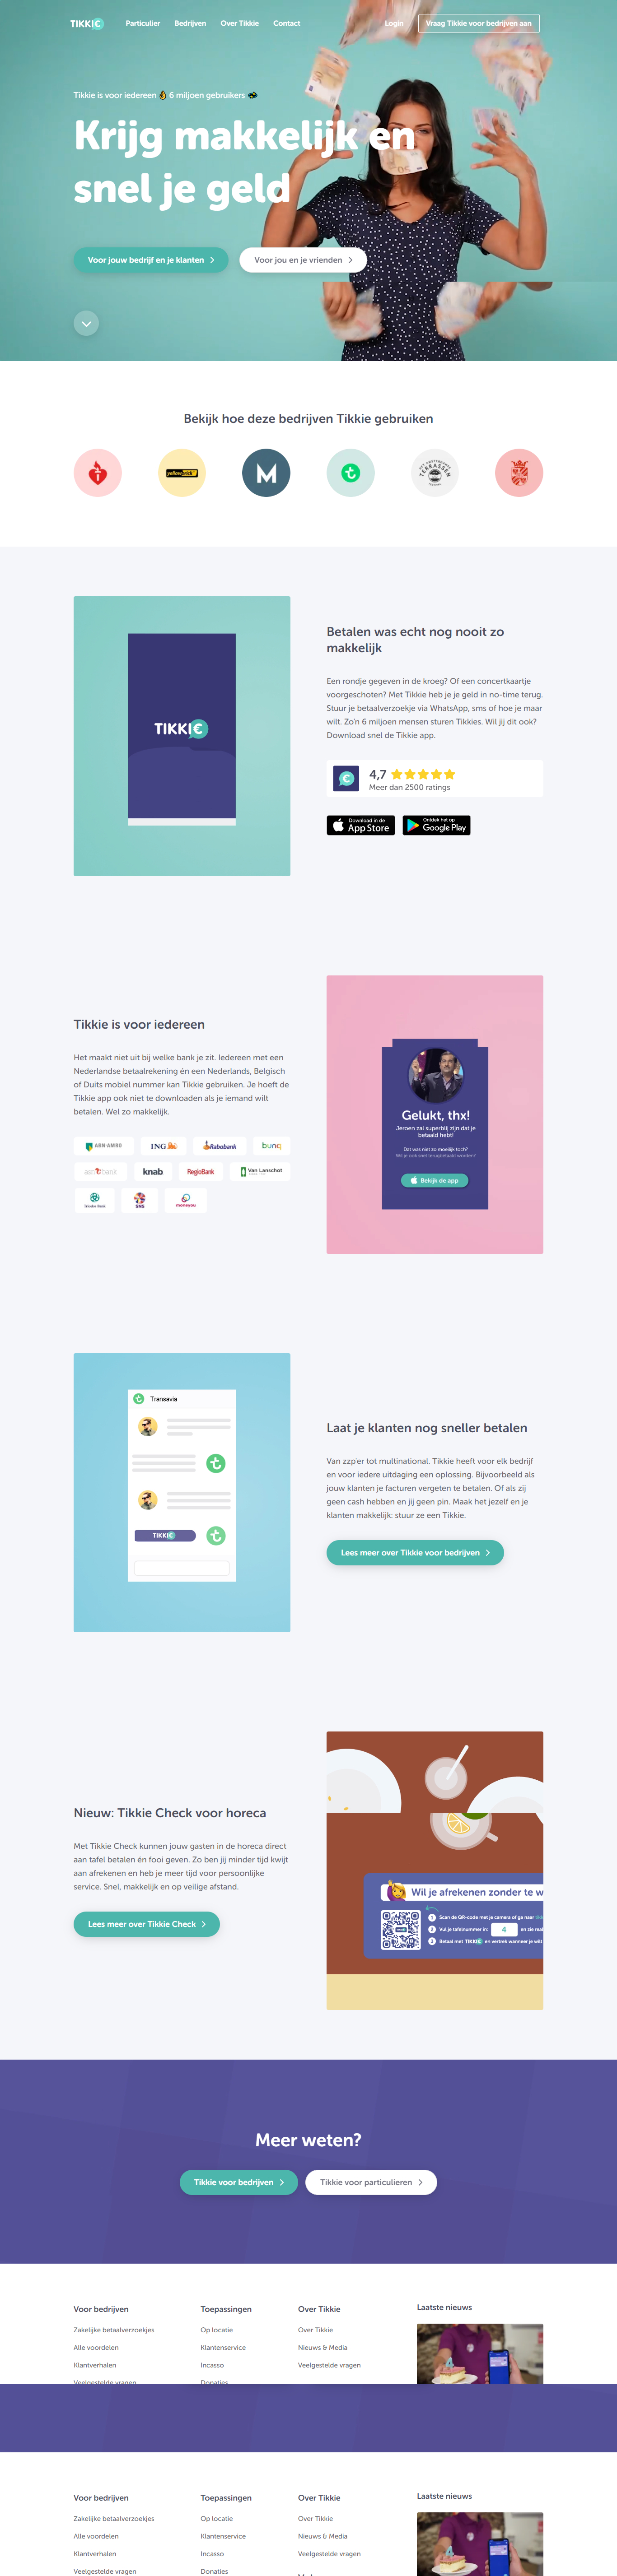 TIKKIE
Particulier
Bedrijven
Over Tikkie
Contact
Login
Vraag Tikkie voor bedrijven aan
Tikkie is voor iedereen 6 miljoen gebruikers
Krijg makkelijk en
snel je geld
Voor jouw bedrijf en je klanten
Voor jou en je vrienden
Bekijk hoe deze bedrijven Tikkie gebruiken
yellowbrick
M
t
TERRASSEN
TIKK€
Betalen was echt nog nooit zo
makkelijk
Een rondje gegeven in de kroeg? Of een concertkaartje
voorgeschoten? Met Tikkie heb je je geld in no-time terug.
Stuur je betaalverzoekje via WhatsApp, sms of hoe je maar
wilt. Zo'n 6 miljoen mensen sturen Tikkies. Wil jij dit ook?
Download snel de Tikkie app.
4,7
Meer dan 2500 ratings
Download in de
App Store
Ontdek het op
Google Play
Tikkie is voor iedereen
Het maakt niet uit bij welke bank je zit. Iedereen met een
Nederlandse betaalrekening én een Nederlands, Belgisch
of Duits mobiel nummer kan Tikkie gebruiken. Je hoeft de
Tikkie app ook niet te downloaden als je iemand wilt
betalen. Wel zo makkelijk.
ABN·AMRO
ING
Rabobank
bunq
asn bank
knab
RegioBank
Van Lanschot
Triodos Bank
SNS
moneyou
Gelukt, thx!
Jeroen zal superblij zijn dat je
betaald hebt!
Dat was niet zo moeilijk toch?
Wil je ook snel terugbetaald worden?
Bekijk de app
Transavia
TIKKI€
Laat je klanten nog sneller betalen
Van zzp'er tot multinational. Tikkie heeft voor elk bedrijf
en voor iedere uitdaging een oplossing. Bijvoorbeeld als
jouw klanten je facturen vergeten te betalen. Of als zij
geen cash hebben en jij geen pin. Maak het jezelf en je
klanten makkelijk: stuur ze een Tikkie.
Lees meer over Tikkie voor bedrijven
Nieuw: Tikkie Check voor horeca
Met Tikkie Check kunnen jouw gasten in de horeca direct
aan tafel betalen én fooi geven. Zo ben jij minder tijd kwijt
aan afrekenen en heb je meer tijd voor persoonlijke
service. Snel, makkelijk en op veilige afstand.
Lees meer over Tikkie Check
Wil je afrekenen zonder te w
1 Scan de QR-code met je camera of ga naar
2 Vul je tafelnummer in: 4 en zie
3 Betaal met TIKKI€ en vertrek wanneer je wilt
Meer weten?
Tikkie voor bedrijven
Tikkie voor particulieren
Voor bedrijven
Zakelijke betaalverzoekjes
Alle voordelen
Klantverhalen
Veelgestelde vragen
Toepassingen
Op locatie
Klantenservice
Incasso
Donaties
Over Tikkie
Over Tikkie
Nieuws & Media
Veelgestelde vragen
Laatste nieuws
Voor bedrijven
Zakelijke betaalverzoekjes
Alle voordelen
Klantverhalen
Veelgestelde vragen
Toepassingen
Op locatie
Klantenservice
Incasso
Donaties
Over Tikkie
Over Tikkie
Nieuws & Media
Veelgestelde vragen
Laatste nieuws